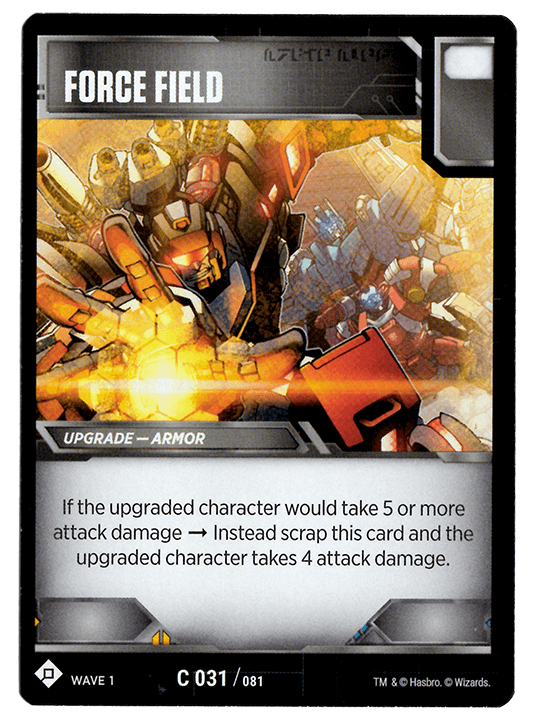 FORCE FIELD
UPGRADE — ARMOR
If the upgraded character would take 5 or more
attack damage → Instead scrap this card and the
upgraded character takes 4 attack damage.
WAVE 1
C 031 / 081
TM & © Hasbro. © Wizards.